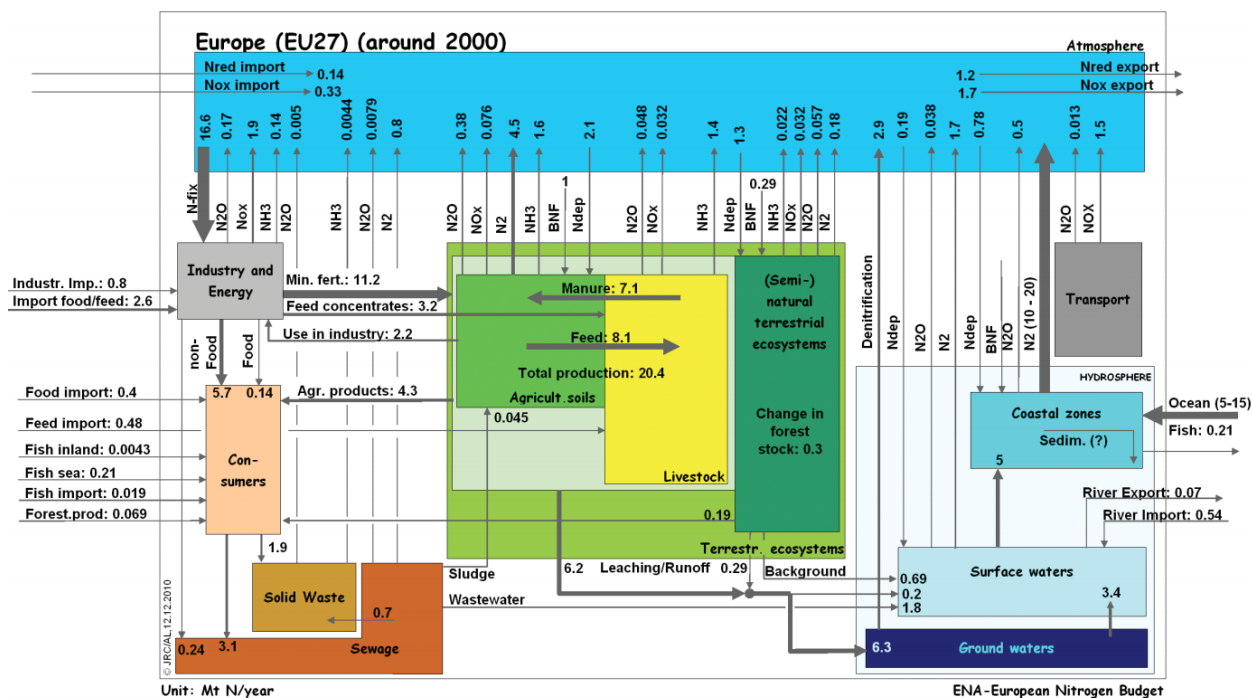 Europe (EU27) (around 2000)
Atmosphere
Nred import
0.14
Nox import
0.33
1.2
Nred export
1.7
Nox export
16.6
0.17
1.9
0.14
0.005
0.0044
0.0079
0.8
0.38
0.076
4.5
1.6
2.1
0.048
0.032
1.4
1.3
0.022
0.032
0.057
0.18
2.9
0.19
0.038
1.7
0.78
0.5
0.013
1.5
1
0.29
N-fix
N2O
Nox
NH3
N2O
NH3
N2O
N2
N2O
NOx
N2
NH3
BNF
Ndep
N2O
NOx
NH3
Ndep
BNF
NH3
NOx
N2O
N2
Denitrification
Ndep
N2O
N2
Ndep
BNF
N2O
N2 (10 - 20)
N2O
NOX
Industry and
Energy
Industr. Imp.: 0.8
Import food/feed: 2.6
Min. fert.: 11.2
Feed concentrates: 3.2
Use in industry: 2.2
Manure: 7.1
Feed: 8.1
Total production: 20.4
Agricult.soils
Livestock
(Semi-)
natural
terrestrial
ecosystems
Change in
forest
stock: 0.3
Transport
non-
Food
Food
5.7
0.14
Agr. products: 4.3
0.045
Food import: 0.4
Feed import: 0.48
Fish inland: 0.0043
Fish sea: 0.21
Fish import: 0.019
Forest.prod: 0.069
Con-
sumers
HYDROSPHERE
Coastal zones
Sedim. (?)
Ocean (5-15)
Fish: 0.21
5
River Export: 0.07
River Import: 0.54
0.19
Terrestr. ecosystems
1.9
Solid Waste
0.7
Sewage
0.24
3.1
Sludge
Wastewater
6.2
Leaching/Runoff
0.29
Background
0.69
0.2
1.8
Surface waters
3.4
6.3
Ground waters
© JRC/AL,12.12.2010
Unit: Mt N/year
ENA-European Nitrogen Budget